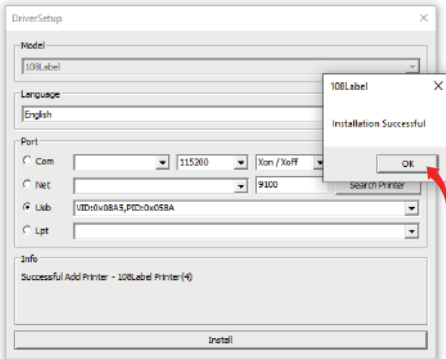 DriverSetup
Model
108Label
Language
English
Port
Com 115200 Xon / Xoff
Net 9100 Search Printer
Usb VID:0x08A5,PID:0x058A
Lpt
Info
Successful Add Printer - 108Label Printer(4)
Install
108Label
Installation Successful
OK